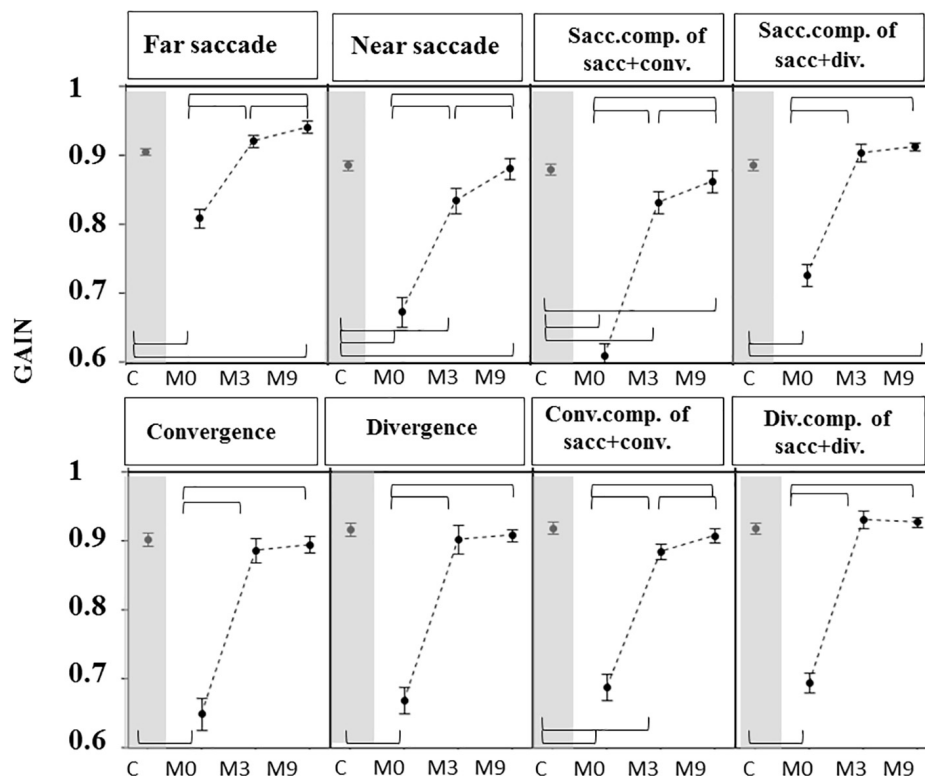 Far saccade
Near saccade
Sacc.comp. of
sacc+conv.
Sacc.comp. of
sacc+div.
1
0.9
0.8
0.7
0.6
GAIN
C M0 M3 M9
C M0 M3 M9
C M0 M3 M9
C M0 M3 M9
Convergence
Divergence
Conv.comp. of
sacc+conv.
Div.comp. of
sacc+div.
1
0.9
0.8
0.7
0.6
C M0 M3 M9
C M0 M3 M9
C M0 M3 M9
C M0 M3 M9